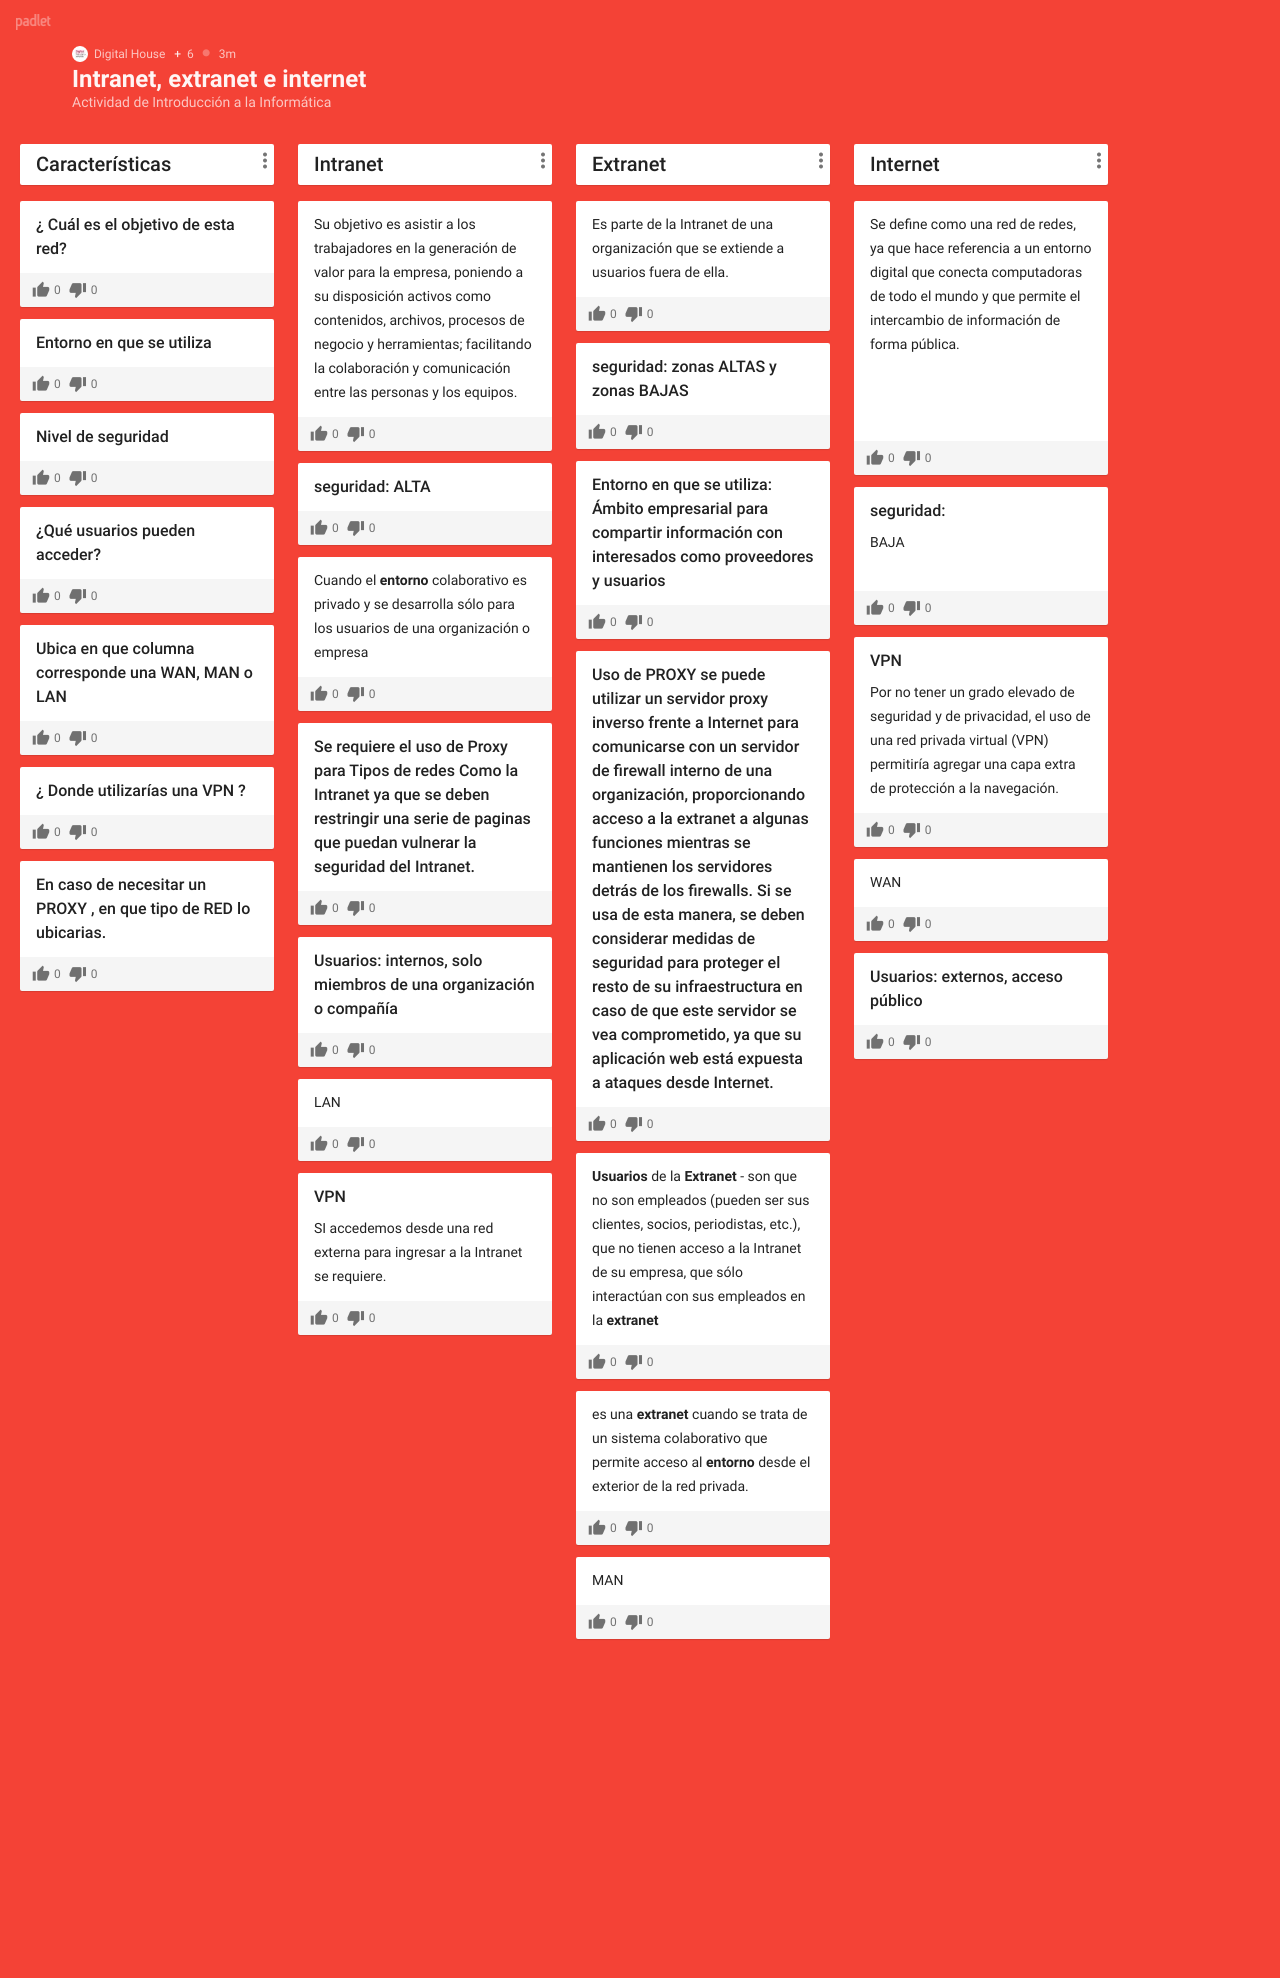 padlet
Digital House + 6 • 3m
Intranet, extranet e internet
Actividad de Introducción a la Informática
Características
¿ Cuál es el objetivo de esta
red?
0 0
Entorno en que se utiliza
0 0
Nivel de seguridad
0 0
¿Qué usuarios pueden
acceder?
0 0
Ubica en que columna
corresponde una WAN, MAN o
LAN
0 0
¿ Donde utilizarías una VPN ?
0 0
En caso de necesitar un
PROXY , en que tipo de RED lo
ubicarias.
0 0
Intranet
Su objetivo es asistir a los
trabajadores en la generación de
valor para la empresa, poniendo a
su disposición activos como
contenidos, archivos, procesos de
negocio y herramientas; facilitando
la colaboración y comunicación
entre las personas y los equipos.
0 0
seguridad: ALTA
0 0
Cuando el entorno colaborativo es
privado y se desarrolla sólo para
los usuarios de una organización o
empresa
0 0
Se requiere el uso de Proxy
para Tipos de redes Como la
Intranet ya que se deben
restringir una serie de paginas
que puedan vulnerar la
seguridad del Intranet.
0 0
Usuarios: internos, solo
miembros de una organización
o compañía
0 0
LAN
0 0
VPN
SI accedemos desde una red
externa para ingresar a la Intranet
se requiere.
0 0
Extranet
Es parte de la Intranet de una
organización que se extiende a
usuarios fuera de ella.
0 0
seguridad: zonas ALTAS y
zonas BAJAS
0 0
Entorno en que se utiliza:
Ámbito empresarial para
compartir información con
interesados como proveedores
y usuarios
0 0
Uso de PROXY se puede
utilizar un servidor proxy
inverso frente a Internet para
comunicarse con un servidor
de firewall interno de una
organización, proporcionando
acceso a la extranet a algunas
funciones mientras se
mantienen los servidores
detrás de los firewalls. Si se
usa de esta manera, se deben
considerar medidas de
seguridad para proteger el
resto de su infraestructura en
caso de que este servidor se
vea comprometido, ya que su
aplicación web está expuesta
a ataques desde Internet.
0 0
Usuarios de la Extranet - son que
no son empleados (pueden ser sus
clientes, socios, periodistas, etc.),
que no tienen acceso a la Intranet
de su empresa, que sólo
interactúan con sus empleados en
la extranet
0 0
es una extranet cuando se trata de
un sistema colaborativo que
permite acceso al entorno desde el
exterior de la red privada.
0 0
MAN
0 0
Internet
Se define como una red de redes,
ya que hace referencia a un entorno
digital que conecta computadoras
de todo el mundo y que permite el
intercambio de información de
forma pública.
0 0
seguridad:
BAJA
0 0
VPN
Por no tener un grado elevado de
seguridad y de privacidad, el uso de
una red privada virtual (VPN)
permitiría agregar una capa extra
de protección a la navegación.
0 0
WAN
0 0
Usuarios: externos, acceso
público
0 0